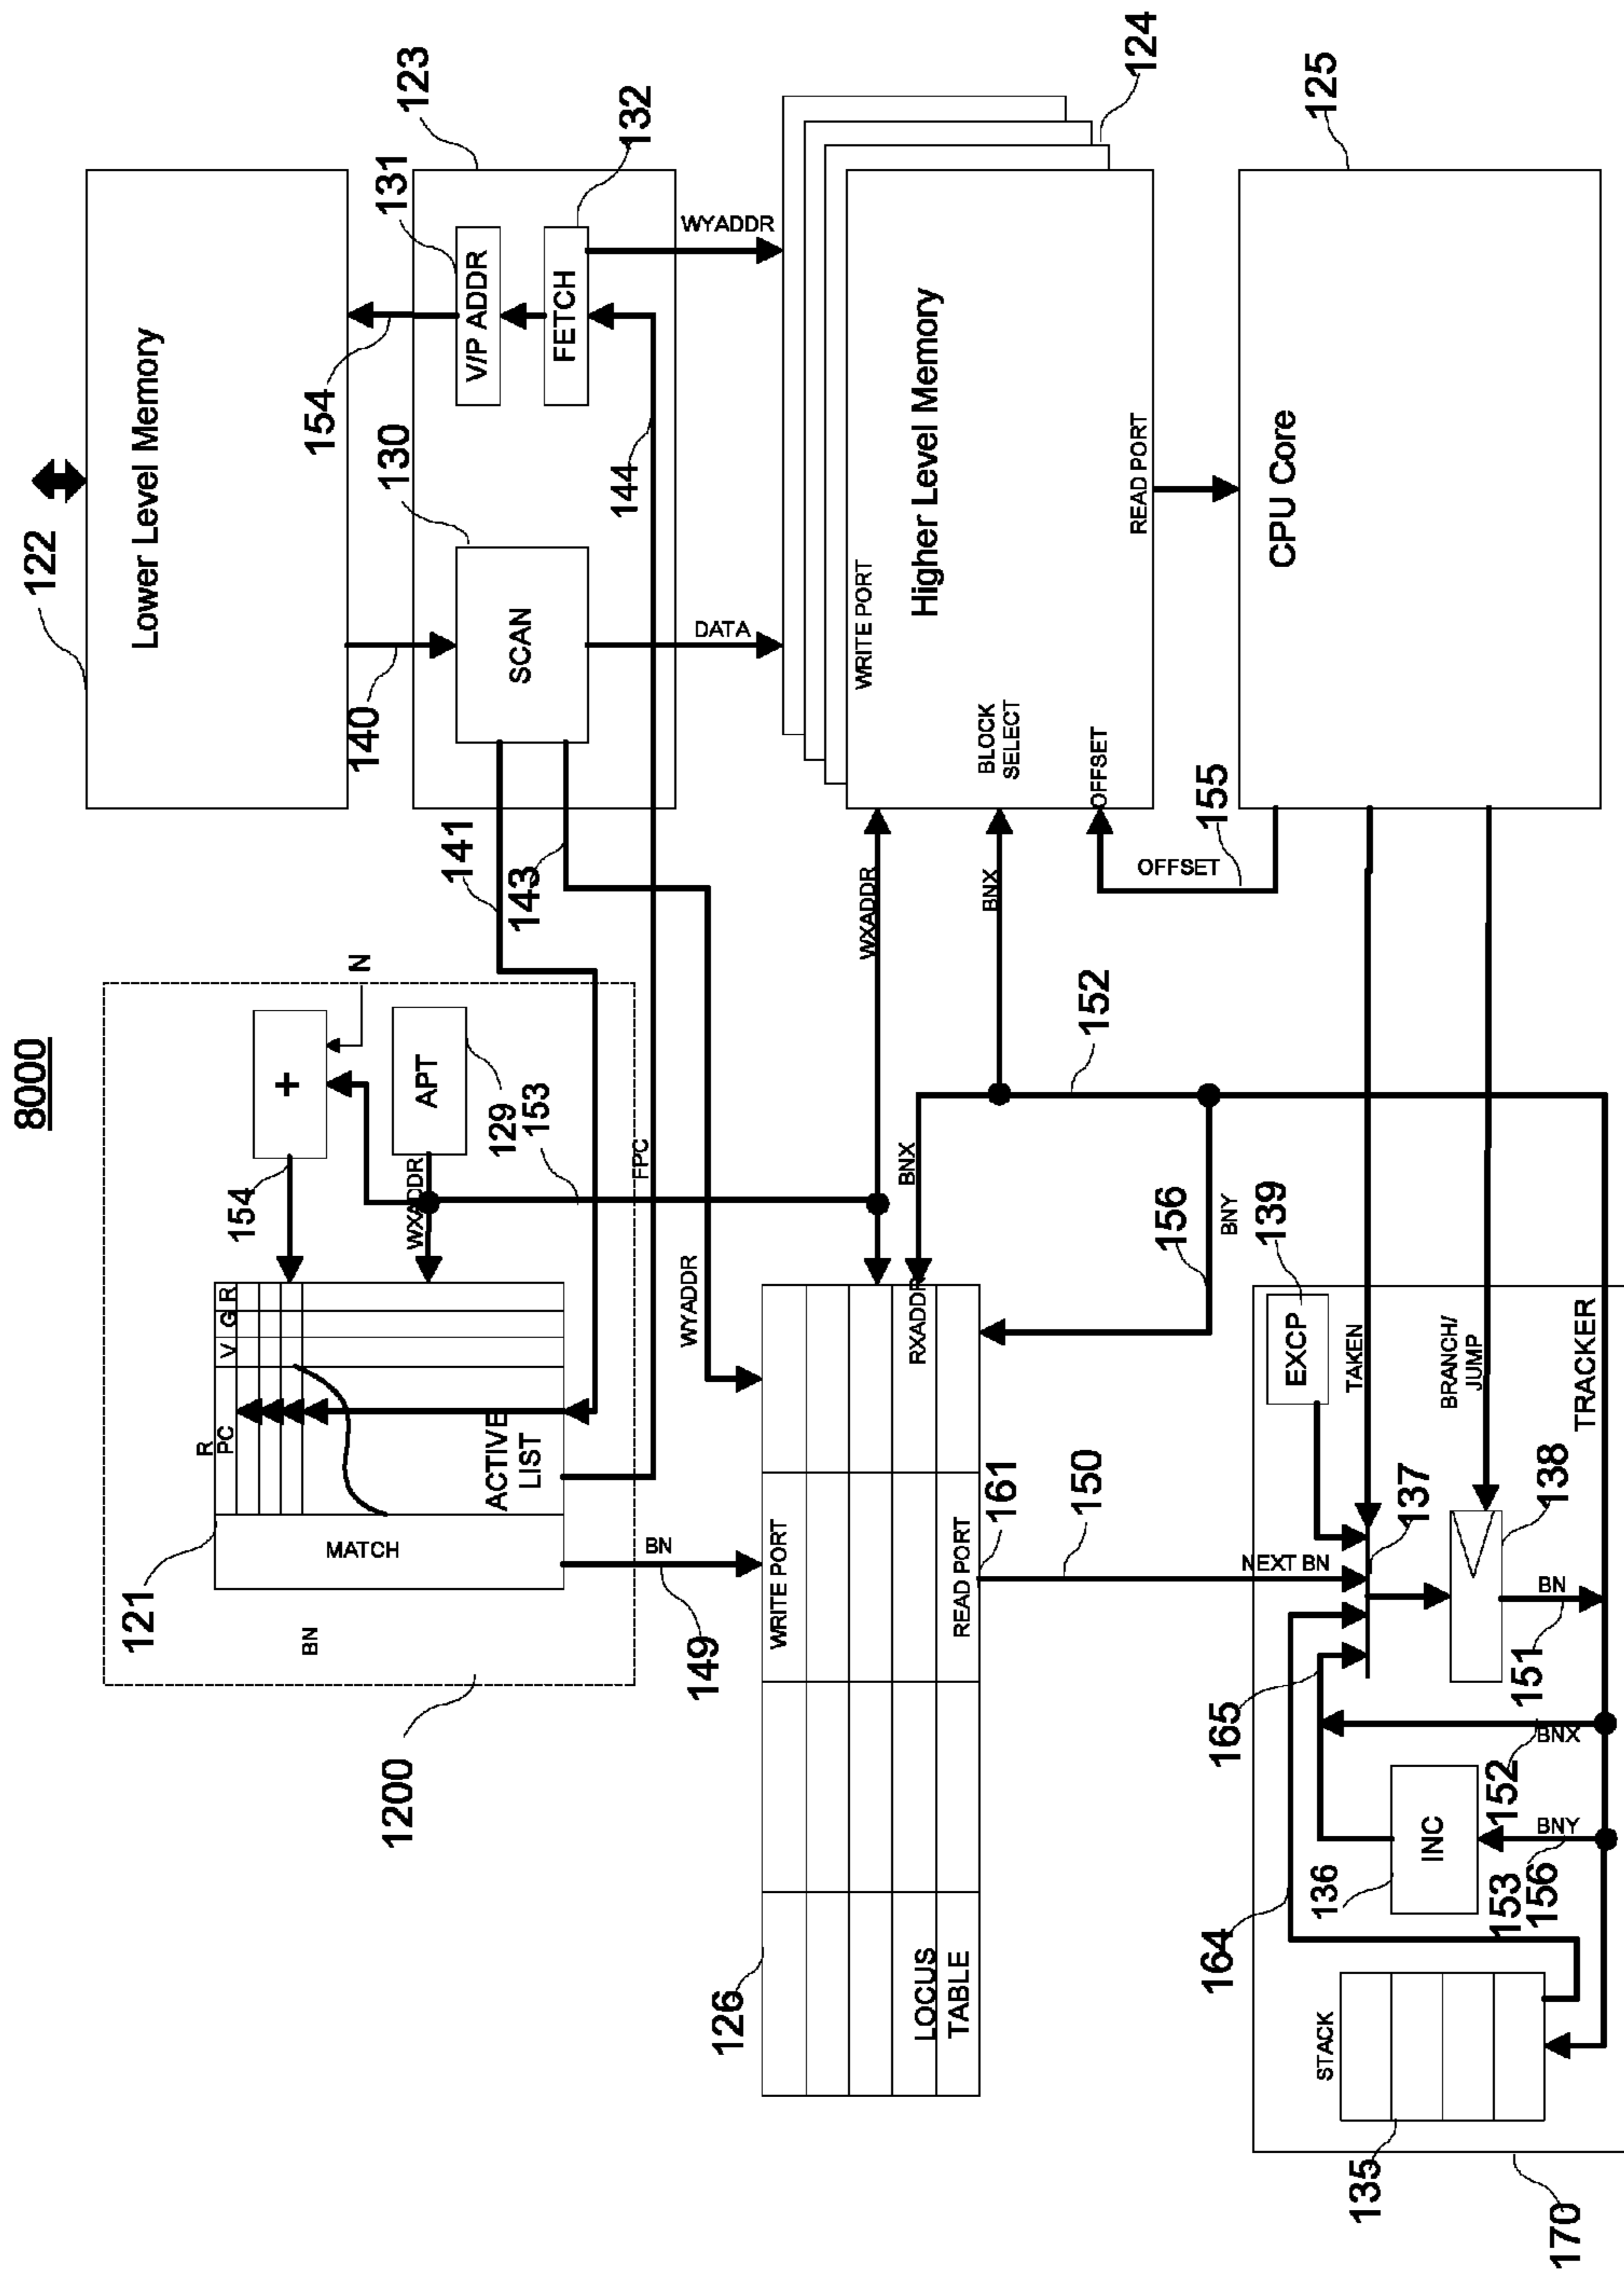 8000
122
Lower Level Memory
154
140
123
131
V/P ADDR
132
FETCH
130
SCAN
144
141
143
WYADDR
DATA
124
WRITE PORT
Higher Level Memory
BLOCK
SELECT
OFFSET
READ PORT
WXADDR
BNX
OFFSET
155
125
CPU Core
N
+
APT
129
153
154
WXADDR
FPC
R
PC
V
G
R
ACTIVE
LIST
MATCH
121
BN
1200
BN
149
WYADDR
126
WRITE PORT
RXADDR
READ PORT
LOCUS
TABLE
161
150
BNX
152
156
BNY
139
EXCP
TAKEN
BRANCH/
JUMP
TRACKER
NEXT BN
137
138
BN
151
165
BNX
152
INC
136
BNY
153
156
164
STACK
135
170